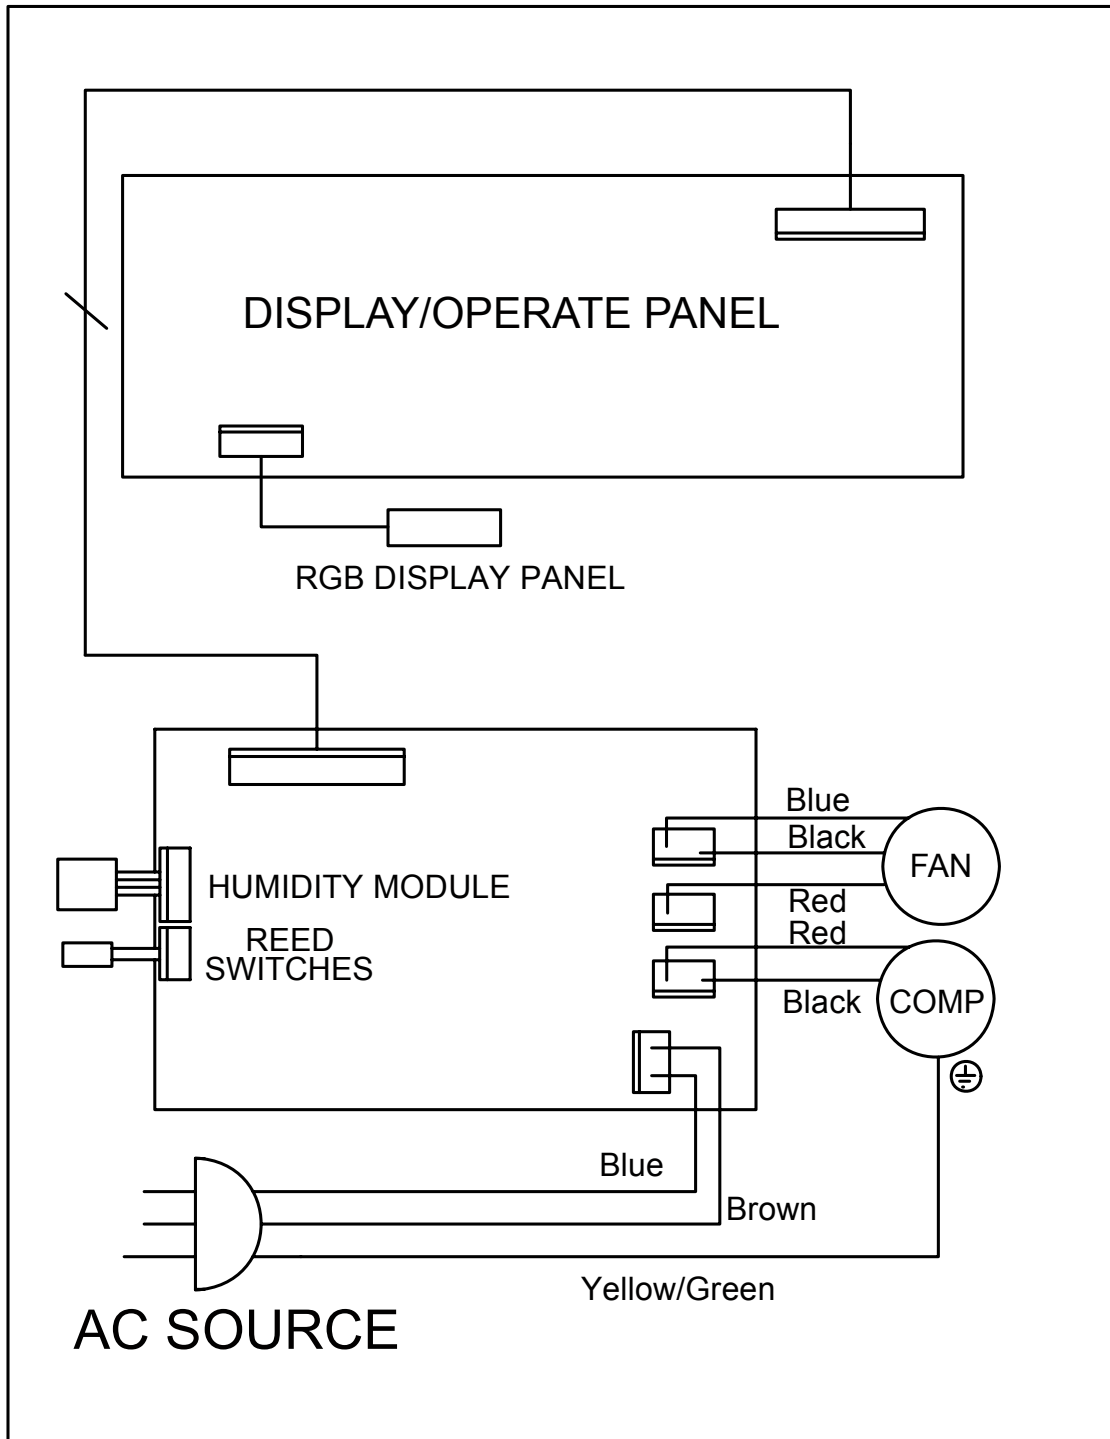 DISPLAY/OPERATE PANEL
RGB DISPLAY PANEL
Blue
Black
FAN
HUMIDITY MODULE
Red
Red
REED
SWITCHES
Black
COMP
Blue
Brown
Yellow/Green
AC SOURCE